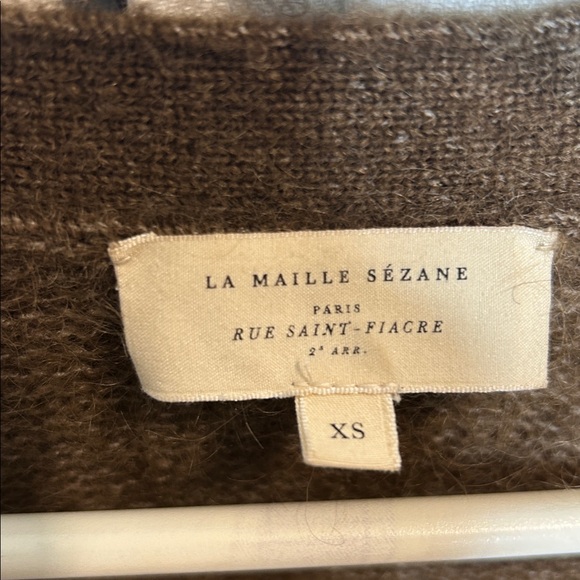 LA MAILLE SÉZANE
PARIS
RUE SAINT-FIACRE
2ᵉ ARR.
XS